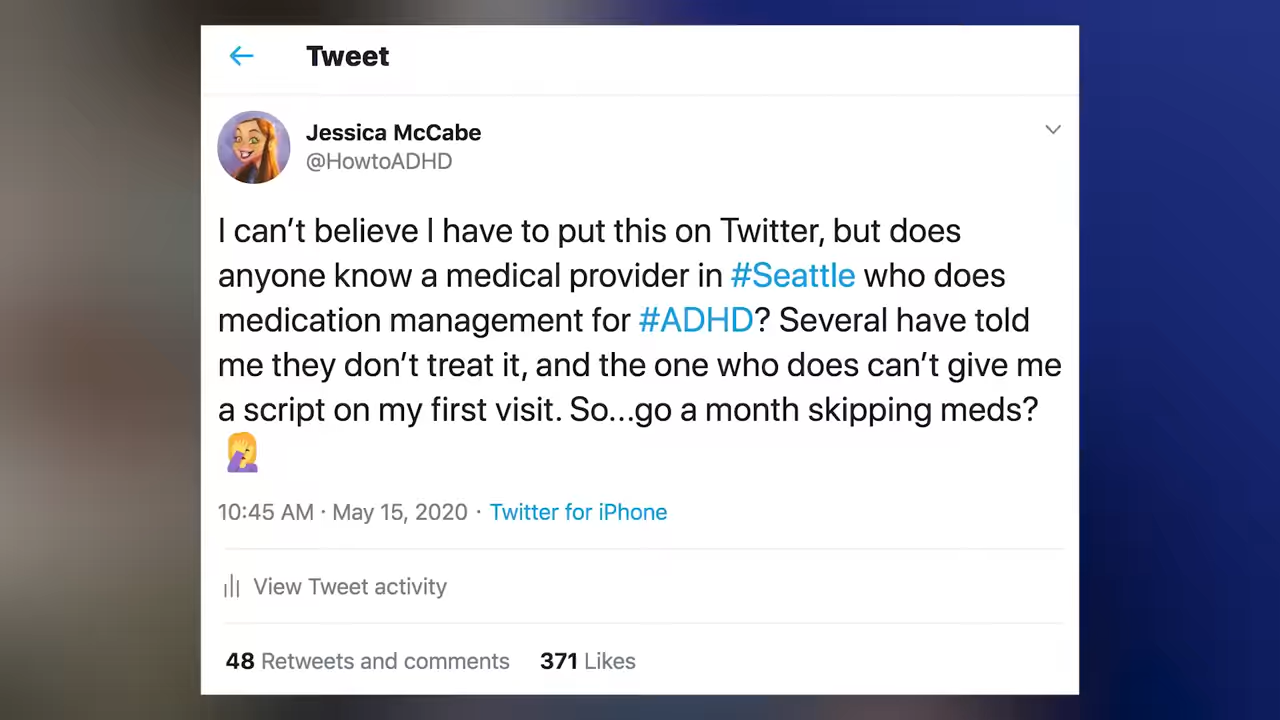 Tweet
Jessica McCabe
@HowtoADHD
I can’t believe I have to put this on Twitter, but does
anyone know a medical provider in #Seattle who does
medication management for #ADHD? Several have told
me they don’t treat it, and the one who does can’t give me
a script on my first visit. So...go a month skipping meds?
🤦‍♀️
10:45 AM · May 15, 2020 · Twitter for iPhone
View Tweet activity
48 Retweets and comments 371 Likes